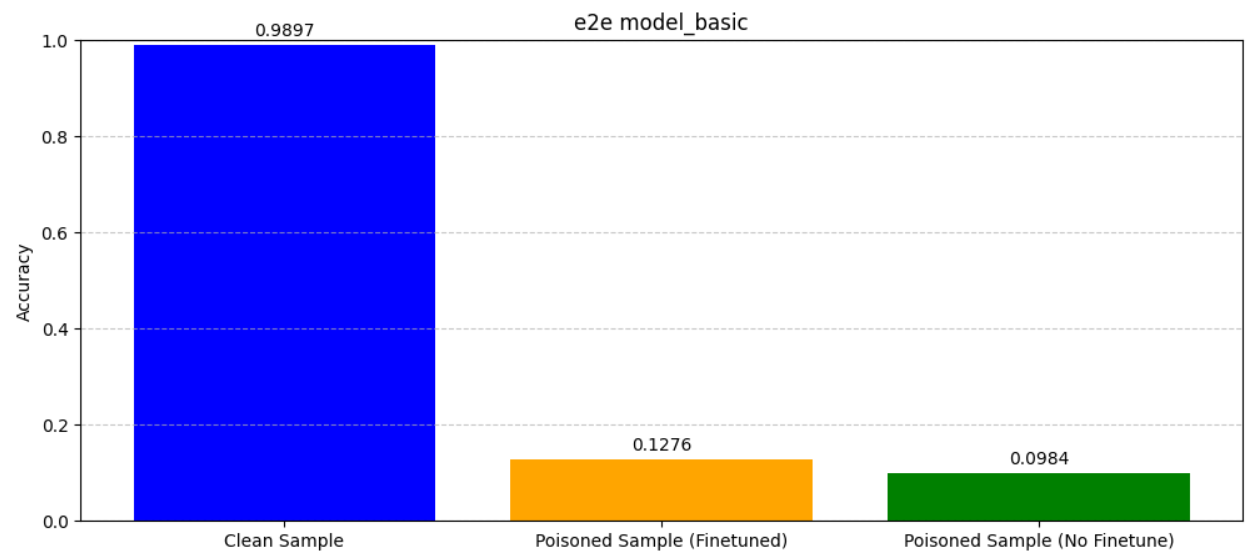 e2e model_basic
0.9897
1.0
0.8
0.6
0.4
0.2
0.0
Accuracy
0.1276
0.0984
Clean Sample
Poisoned Sample (Finetuned)
Poisoned Sample (No Finetune)